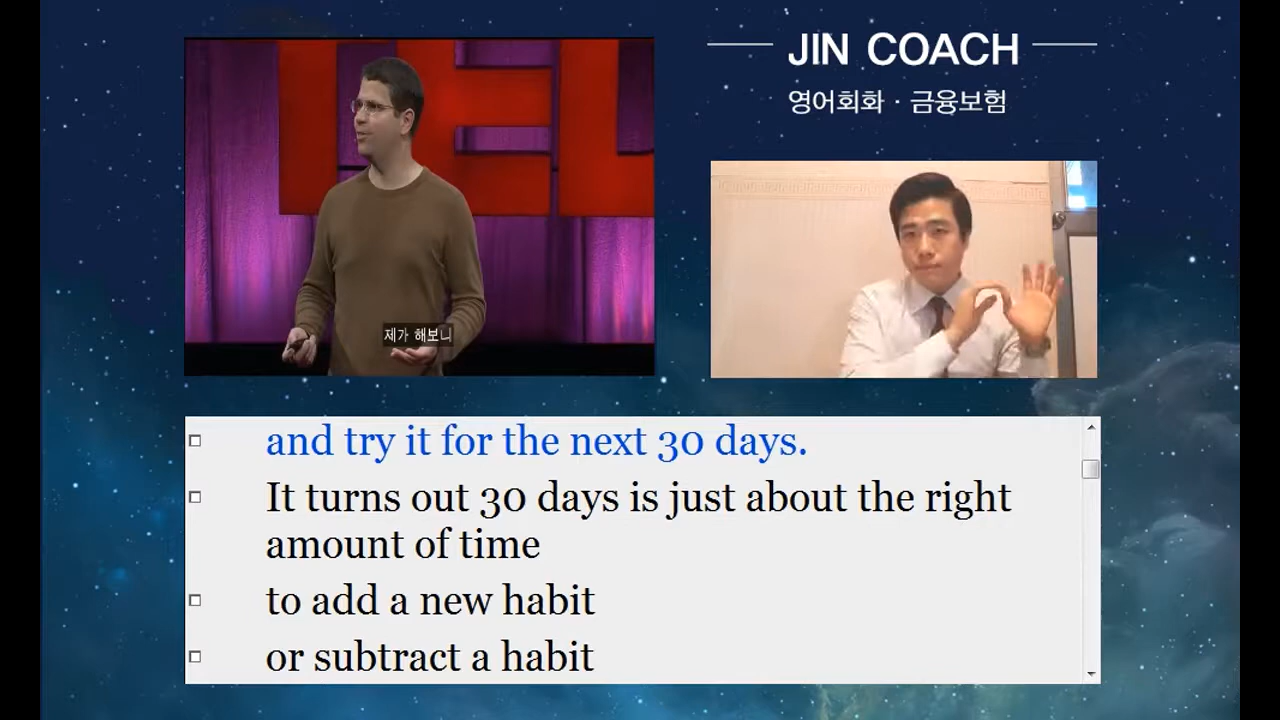 TED
JIN COACH
영어회화 · 금융보험
제가 해보니
and try it for the next 30 days.
It turns out 30 days is just about the right
amount of time
to add a new habit
or subtract a habit